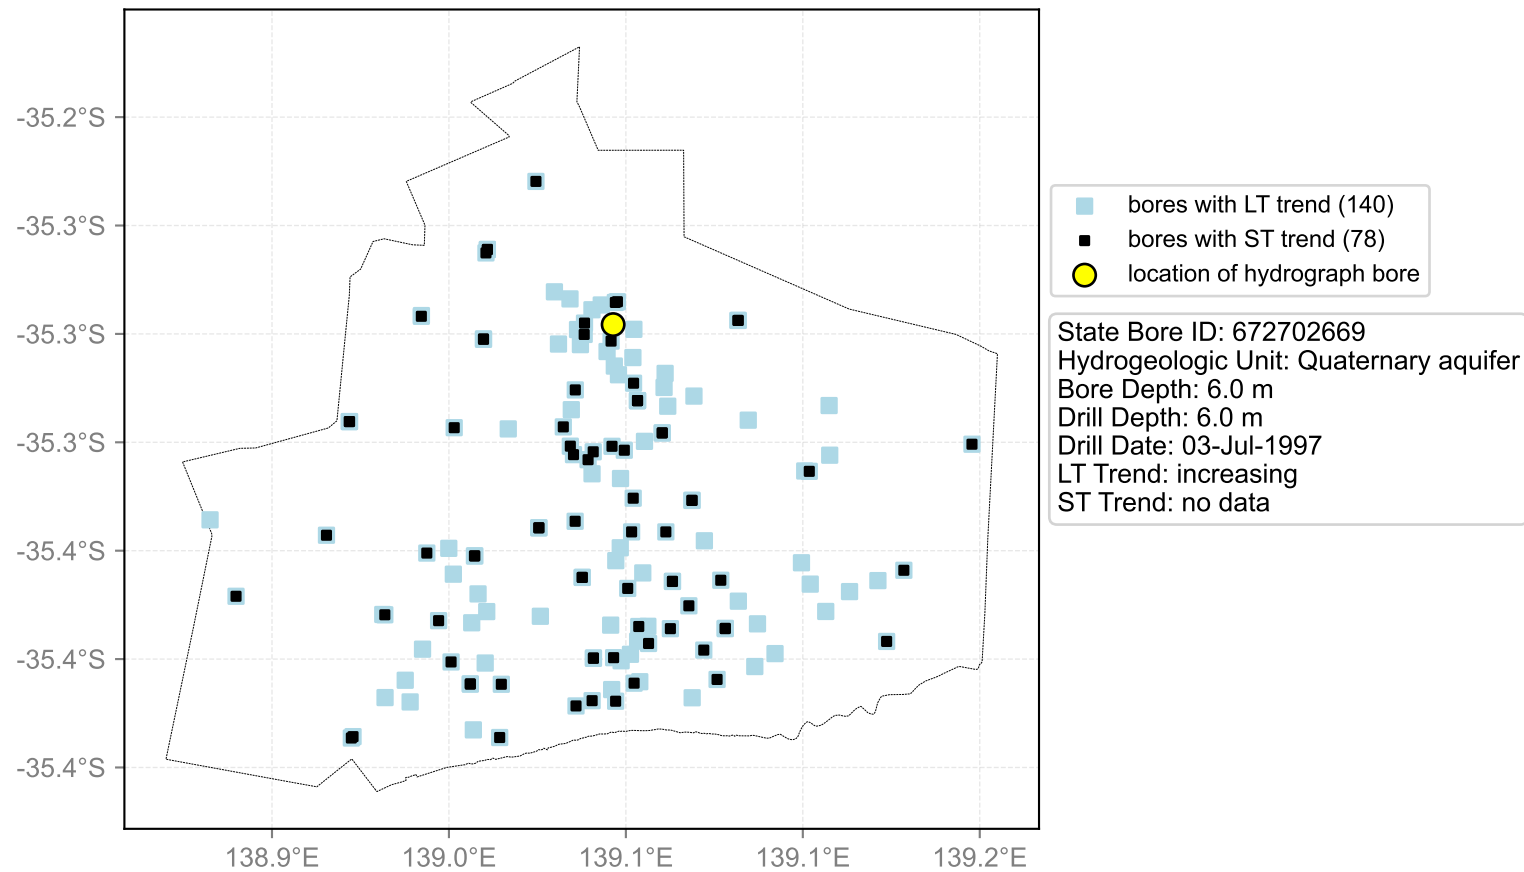 -35.2°S
-35.3°S
-35.3°S
-35.3°S
-35.4°S
-35.4°S
-35.4°S
138.9°E
139.0°E
139.1°E
139.1°E
139.2°E
bores with LT trend (140)
bores with ST trend (78)
location of hydrograph bore
State Bore ID: 672702669
Hydrogeologic Unit: Quaternary aquifer
Bore Depth: 6.0 m
Drill Depth: 6.0 m
Drill Date: 03-Jul-1997
LT Trend: increasing
ST Trend: no data